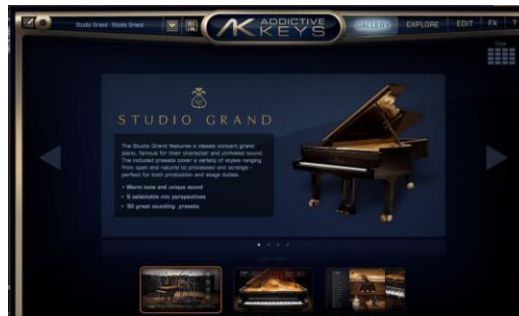 Studio Grand - Studio Grand
ADDICTIVE
KEYS
GALLERY
EXPLORE
EDIT
FX
?
View
STUDIO GRAND
The Studio Grand features a classic concert grand
piano, famous for their character and unrivaled sound.
The included presets cover a variety of styles ranging
from open and natural to processed and strange -
perfect for both production and stage duties.
• Warm tone and unique sound
• 8 selectable mic perspectives
• 30 great sounding presets